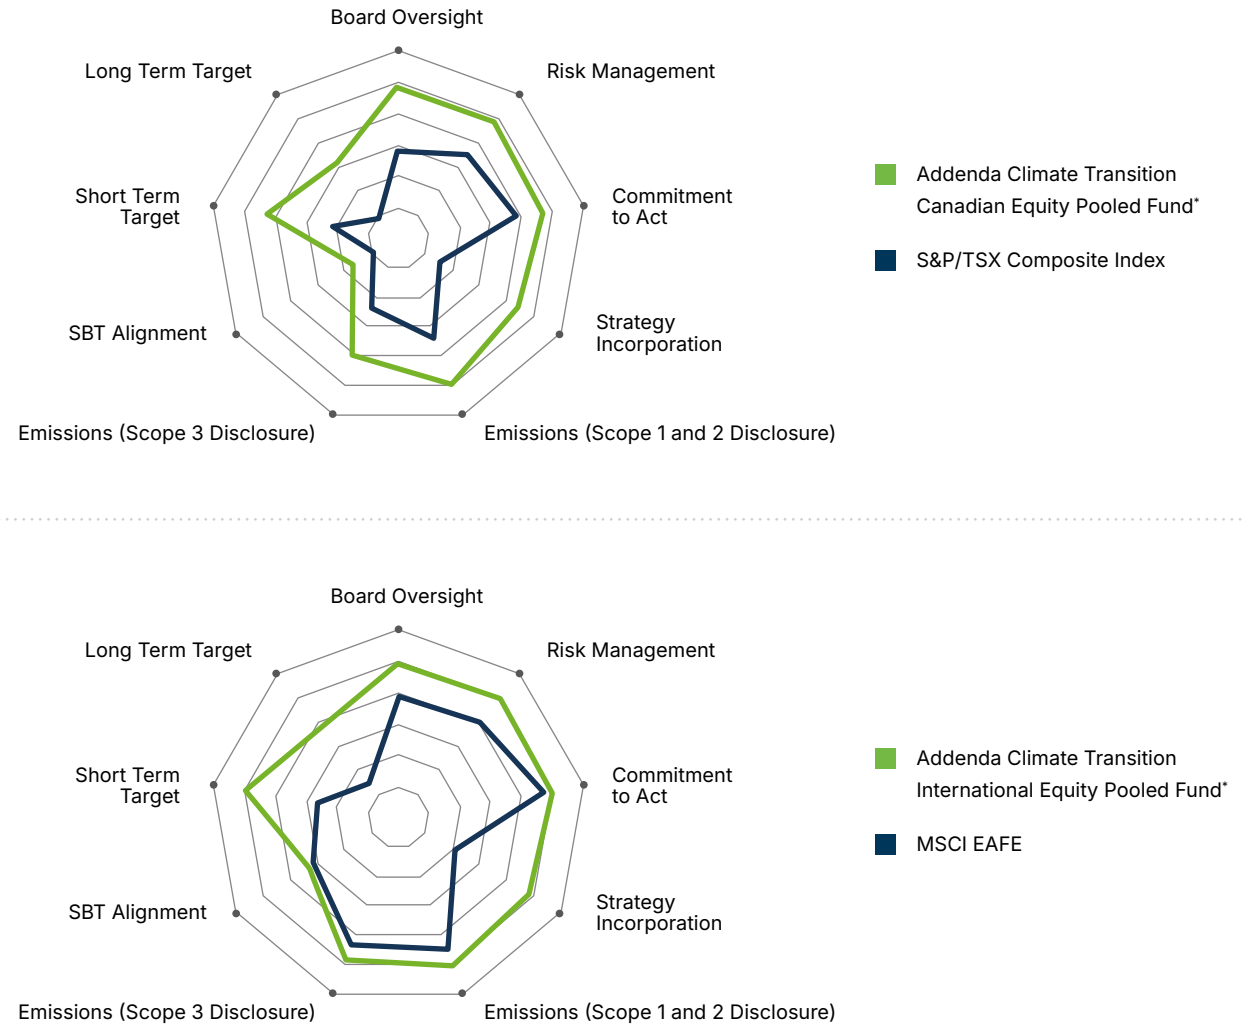 Board Oversight
Long Term Target
Risk Management
Short Term
Target
Commitment
to Act
SBT Alignment
Strategy
Incorporation
Emissions (Scope 3 Disclosure)
Emissions (Scope 1 and 2 Disclosure)
Addenda Climate Transition
Canadian Equity Pooled Fund*
S&P/TSX Composite Index
Board Oversight
Long Term Target
Risk Management
Short Term
Target
Commitment
to Act
SBT Alignment
Strategy
Incorporation
Emissions (Scope 3 Disclosure)
Emissions (Scope 1 and 2 Disclosure)
Addenda Climate Transition
International Equity Pooled Fund*
MSCI EAFE